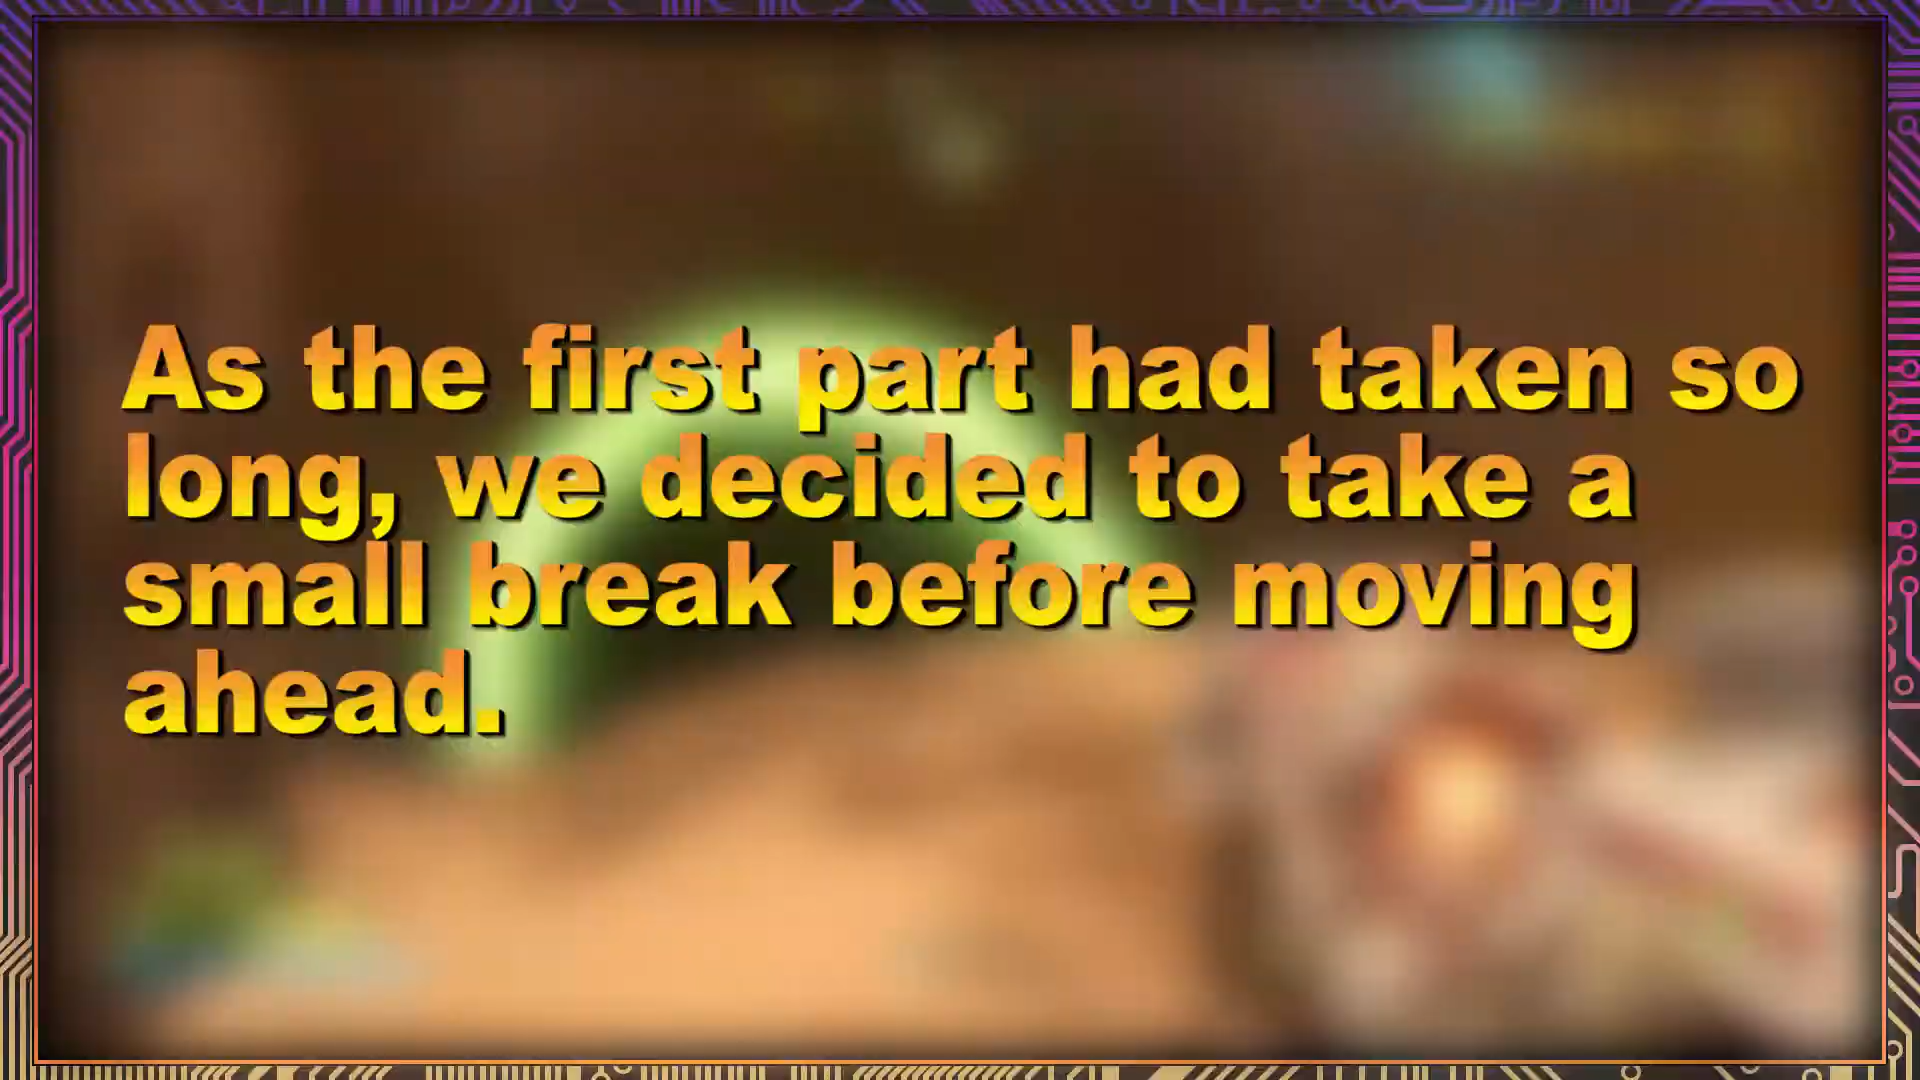 As the first part had taken so
long, we decided to take a
small break before moving
ahead.